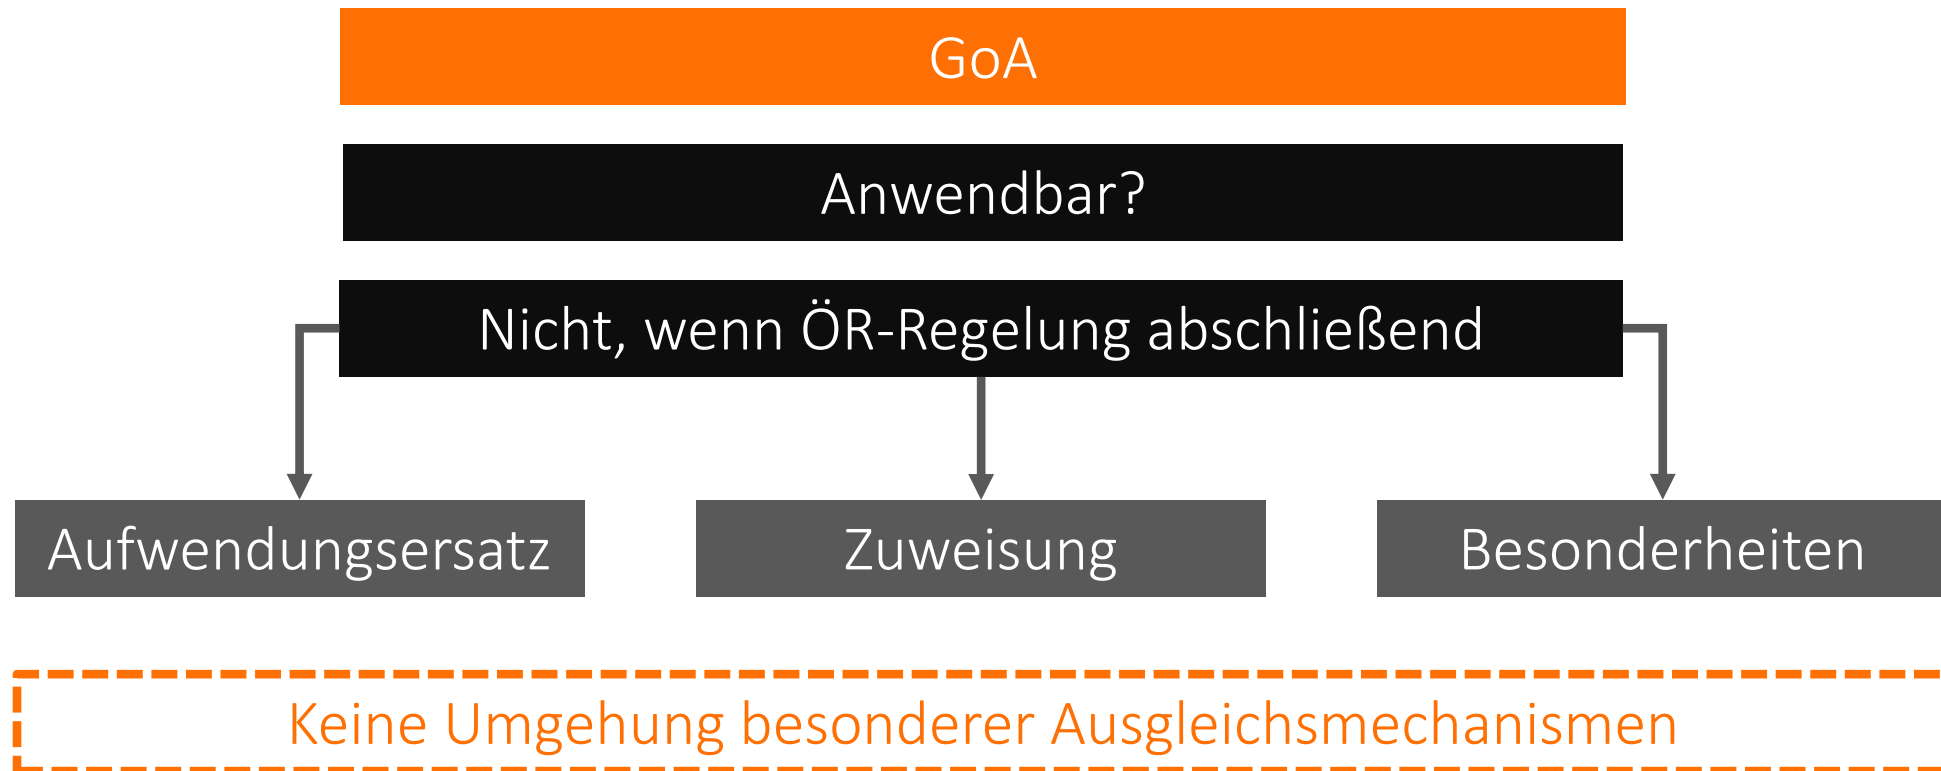 GoA
Anwendbar?
Nicht, wenn ÖR-Regelung abschließend
Aufwendungsersatz
Zuweisung
Besonderheiten
Keine Umgehung besonderer Ausgleichsmechanismen